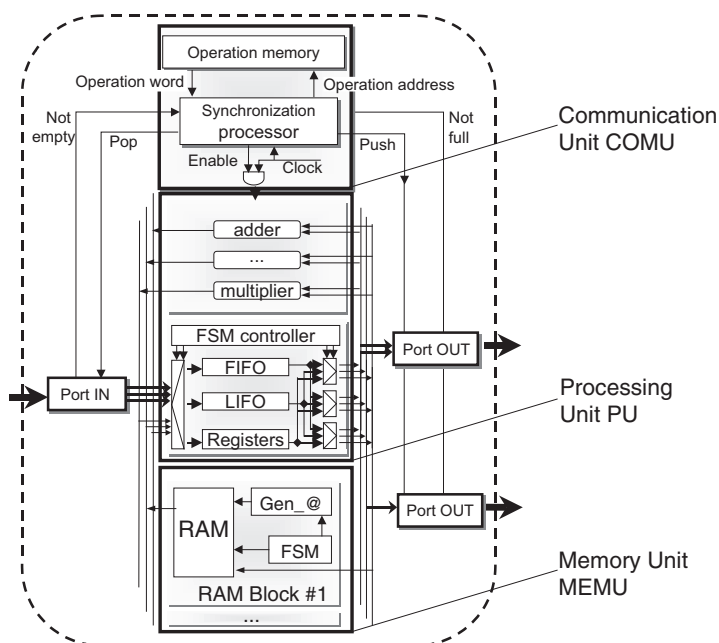 Operation memory
Operation word
Operation address
Not
empty
Pop
Synchronization
processor
Push
Not
full
Enable
Clock
Communication
Unit COMU
adder
...
multiplier
FSM controller
FIFO
LIFO
Registers
Port IN
Port OUT
Processing
Unit PU
Port OUT
RAM
Gen_@
FSM
RAM Block #1
...
Memory Unit
MEMU